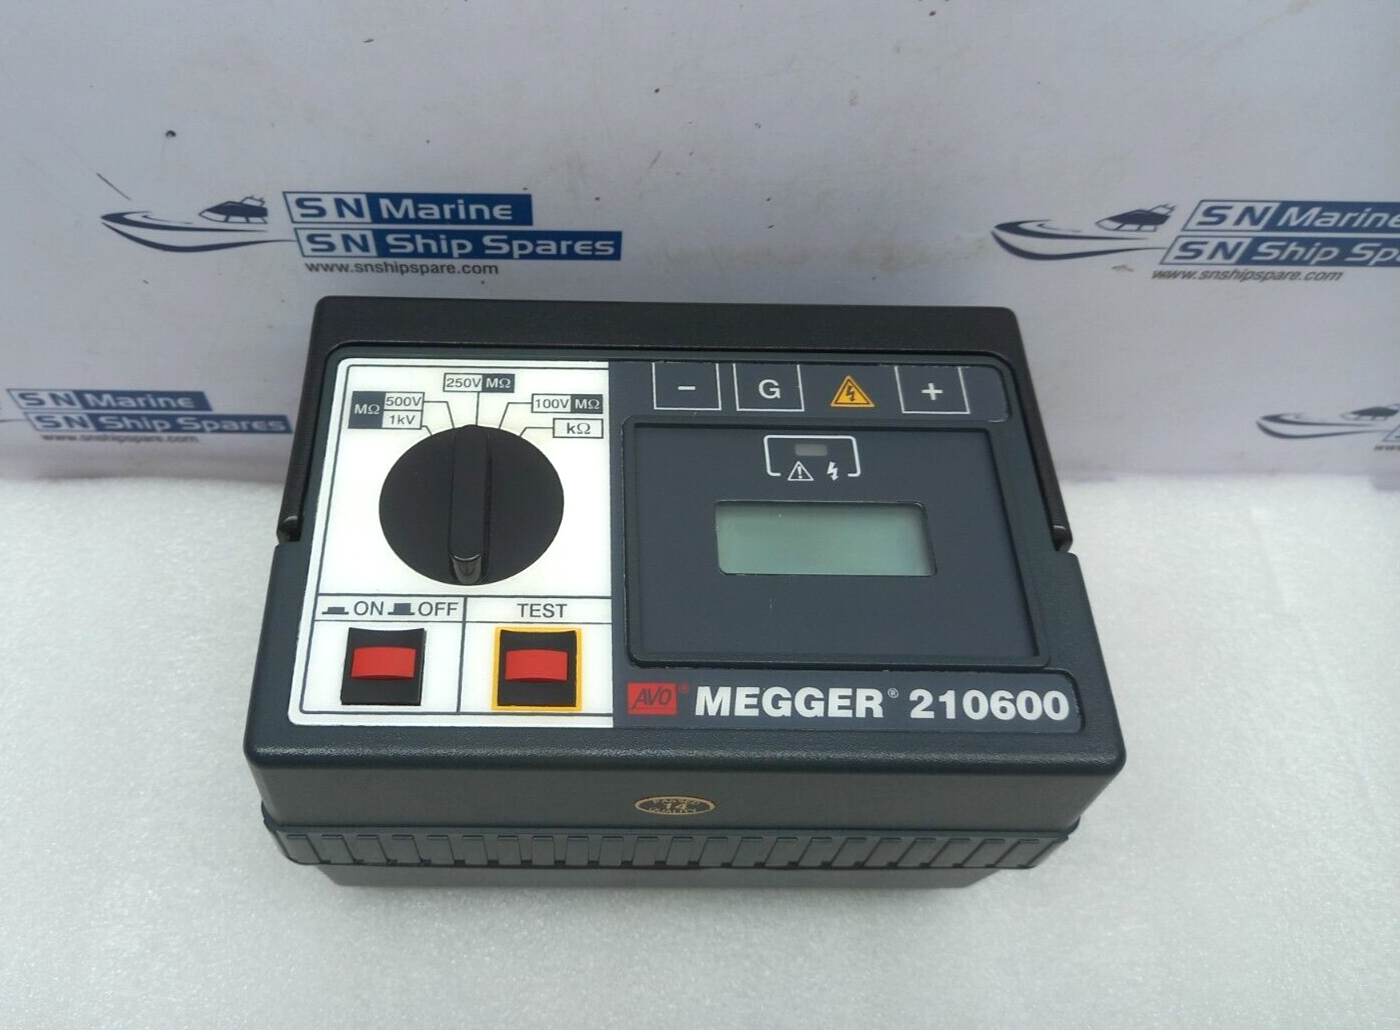 SN Marine
SN Ship Spares
www.snshipspare.com
SN Marine
SN Ship Spares
www.snshipspare.com
SN Marine
SN Ship Spares
250V MΩ
MΩ 500V
1kV
100V MΩ
kΩ
- G +
ON OFF
TEST
AVO® MEGGER® 210600
14